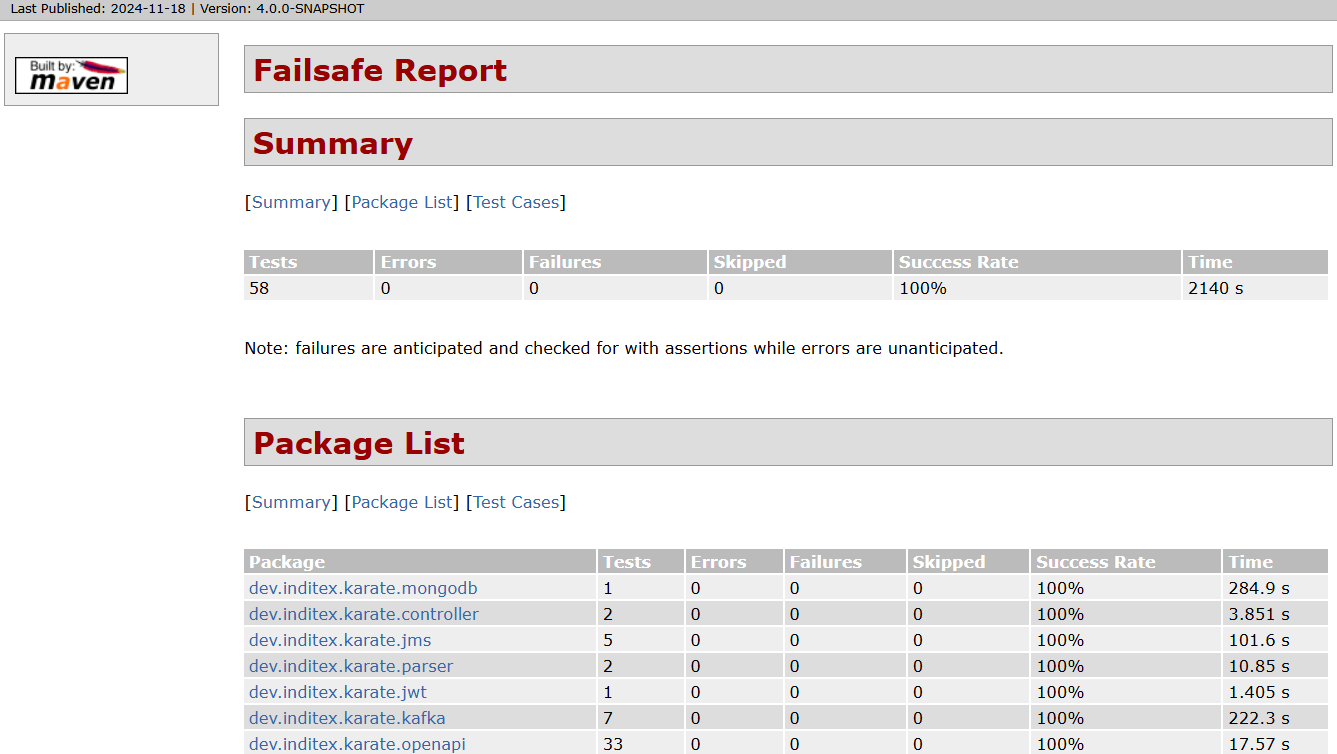 Last Published: 2024-11-18 | Version: 4.0.0-SNAPSHOT
Built by:
maven
Failsafe Report
Summary
[Summary] [Package List] [Test Cases]
Tests Errors Failures Skipped Success Rate Time
58 0 0 0 100% 2140 s
Note: failures are anticipated and checked for with assertions while errors are unanticipated.
Package List
[Summary] [Package List] [Test Cases]
Package Tests Errors Failures Skipped Success Rate Time
dev.inditex.karate.mongodb 1 0 0 0 100% 284.9 s
dev.inditex.karate.controller 2 0 0 0 100% 3.851 s
dev.inditex.karate.jms 5 0 0 0 100% 101.6 s
dev.inditex.karate.parser 2 0 0 0 100% 10.85 s
dev.inditex.karate.jwt 1 0 0 0 100% 1.405 s
dev.inditex.karate.kafka 7 0 0 0 100% 222.3 s
dev.inditex.karate.openapi 33 0 0 0 100% 17.57 s